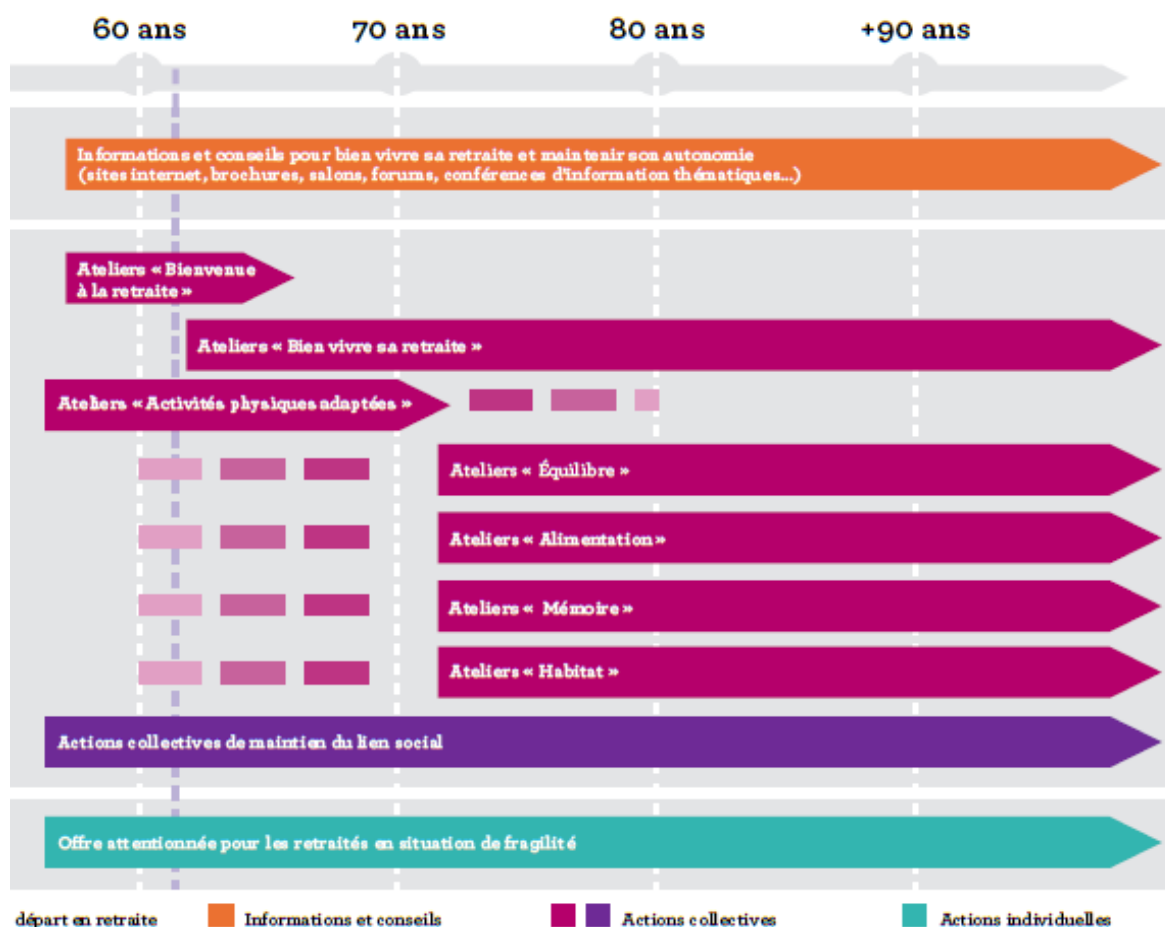 60 ans 70 ans 80 ans +90 ans
Informations et conseils pour bien vivre sa retraite et maintenir son autonomie
(sites internet, brochures, salons, forums, conférences d'information thématiques...)
Ateliers « Bienvenue
à la retraite »
Ateliers « Bien vivre sa retraite »
Ateliers « Activités physiques adaptées »
Ateliers « Équilibre »
Ateliers « Alimentation »
Ateliers « Mémoire »
Ateliers « Habitat »
Actions collectives de maintien du lien social
Offre attentionnée pour les retraités en situation de fragilité
départ en retraite Informations et conseils Actions collectives Actions individuelles